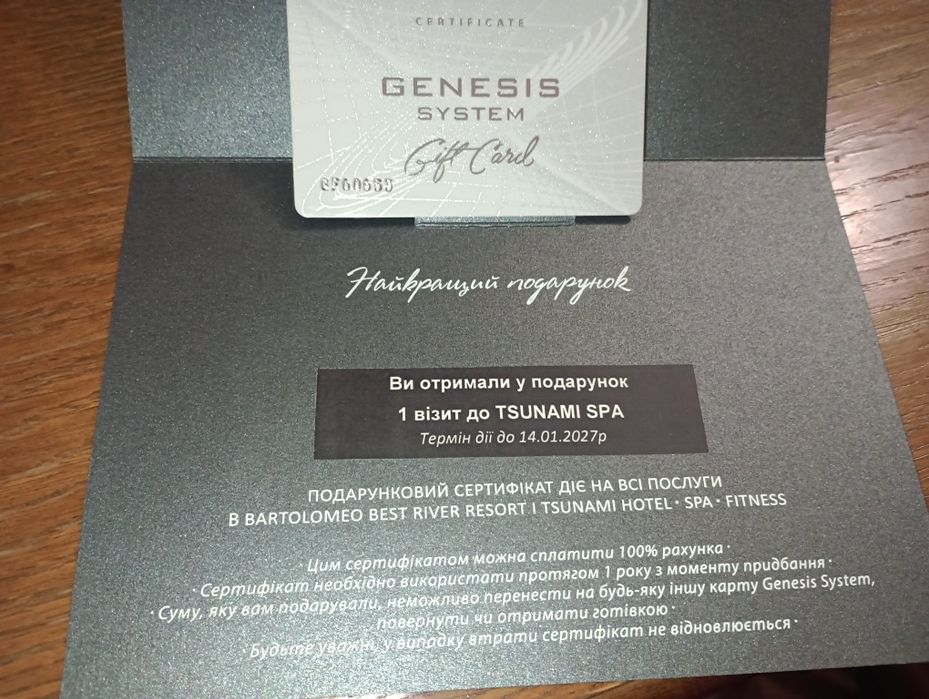 CERTIFICATE
GENESIS
SYSTEM
Gift Card
Найкращий подарунок
Ви отримали у подарунок
1 візит до TSUNAMI SPA
Термін дії до 14.01.2027р
ПОДАРУНКОВИЙ СЕРТИФІКАТ ДІЄ НА ВСІ ПОСЛУГИ
В BARTOLOMEO BEST RIVER RESORT І TSUNAMI HOTEL · SPA · FITNESS
· Цим сертифікатом можна сплатити 100% рахунка ·
· Сертифікат необхідно використати протягом 1 року з моменту придбання ·
· Суму, яку вам подарували, неможливо перенести на будь-яку іншу карту Genesis System,
повернути чи отримати готівкою ·
Будьте уважні, у випадку втрати сертифікат не відновлюється ·